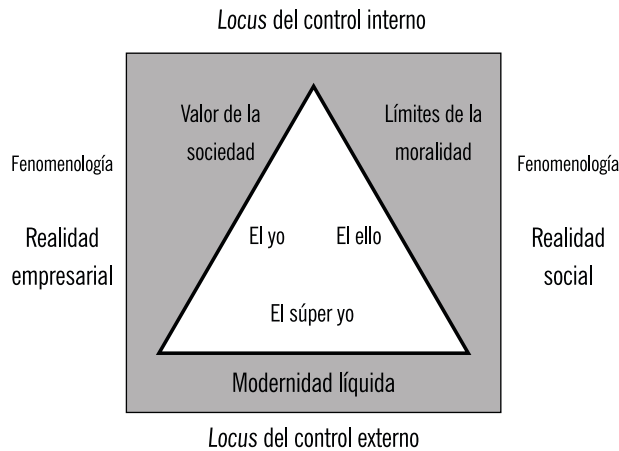 Locus del control interno
Valor de la
sociedad
Límites de la
moralidad
Fenomenología
Realidad
empresarial
Fenomenología
Realidad
social
El yo
El ello
El súper yo
Modernidad líquida
Locus del control externo